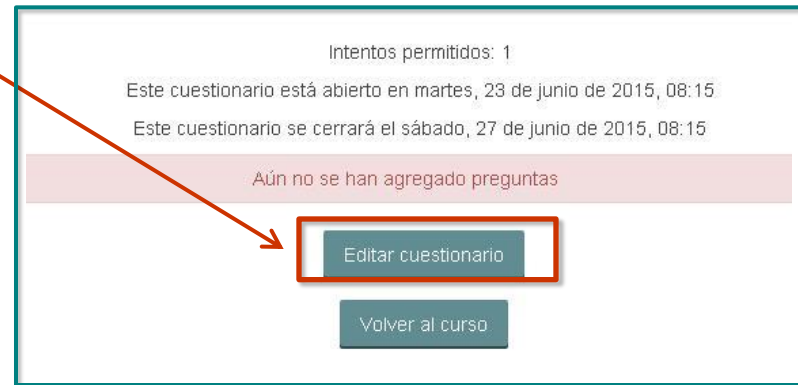 Intentos permitidos: 1
Este cuestionario está abierto en martes, 23 de junio de 2015, 08:15
Este cuestionario se cerrará el sábado, 27 de junio de 2015, 08:15
Aún no se han agregado preguntas
Editar cuestionario
Volver al curso